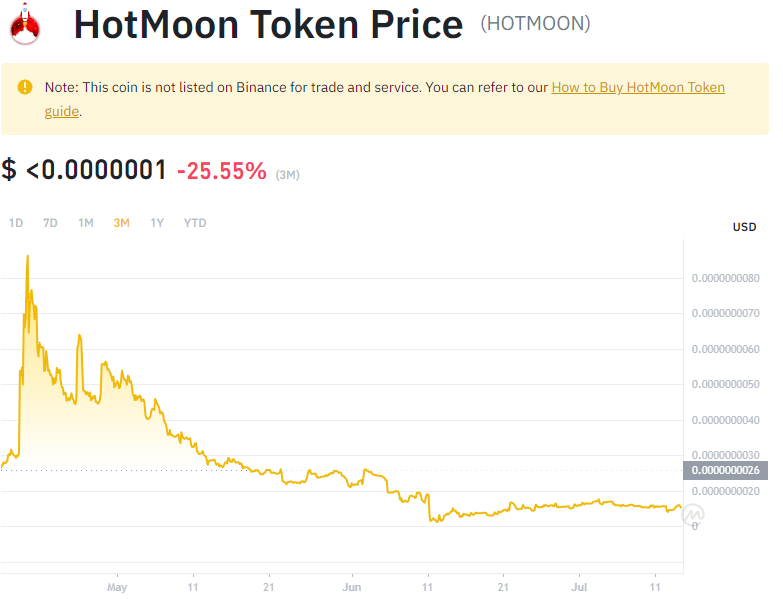 HotMoon Token Price (HOTMOON)
Note: This coin is not listed on Binance for trade and service. You can refer to our How to Buy HotMoon Token
guide.
$ <0.0000001 -25.55% (3M)
1D 7D 1M 3M 1Y YTD
USD
0.0000000080
0.0000000070
0.0000000060
0.0000000050
0.0000000040
0.0000000030
0.0000000026
0.0000000020
0
May 11 21 Jun 11 21 Jul 11